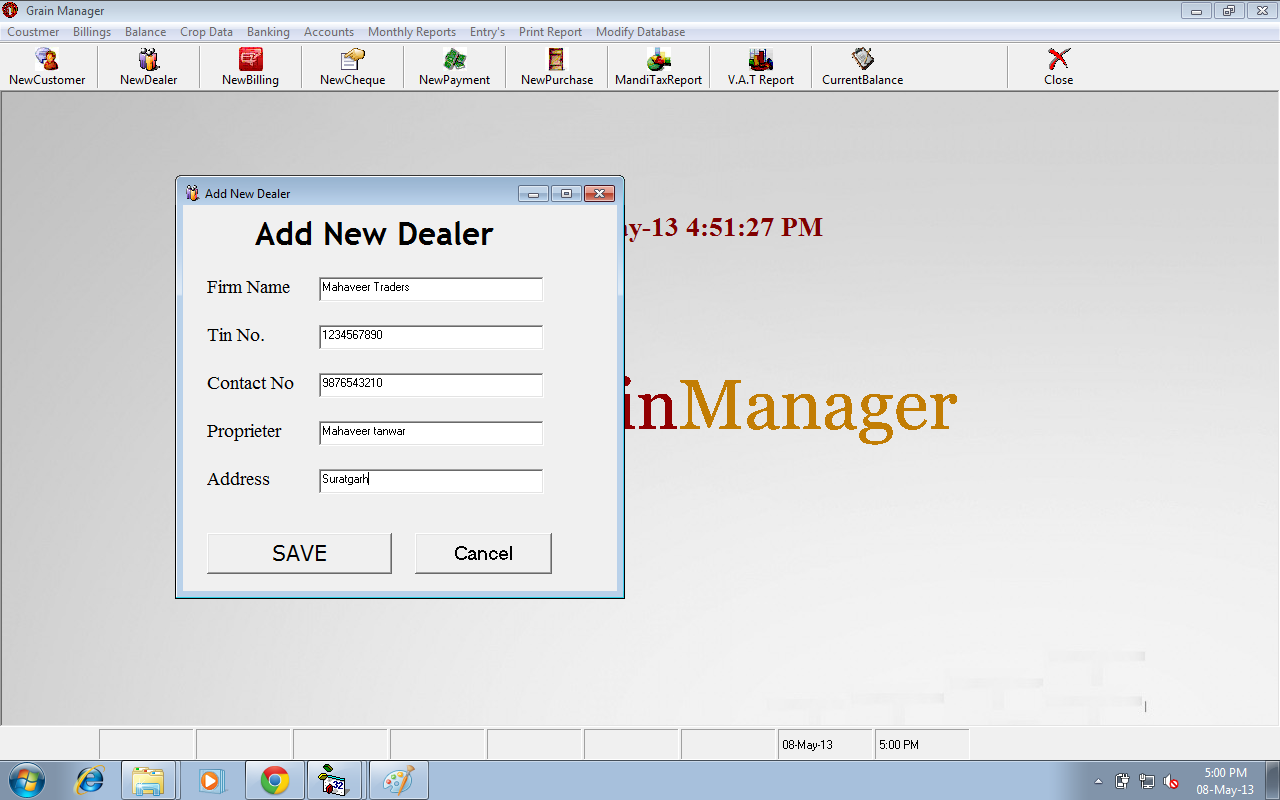 Grain Manager
Coustmer Billings Balance Crop Data Banking Accounts Monthly Reports Entry's Print Report Modify Database
NewCustomer NewDealer NewBilling NewCheque NewPayment NewPurchase MandiTaxReport V.A.T Report CurrentBalance Close
Add New Dealer
ay-13 4:51:27 PM
Add New Dealer
Firm Name Mahaveer Traders
Tin No. 1234567890
Contact No 9876543210
inManager
Proprieter Mahaveer tanwar
Address Suratgarh
SAVE Cancel
08-May-13 5:00 PM
32
5:00 PM
08-May-13